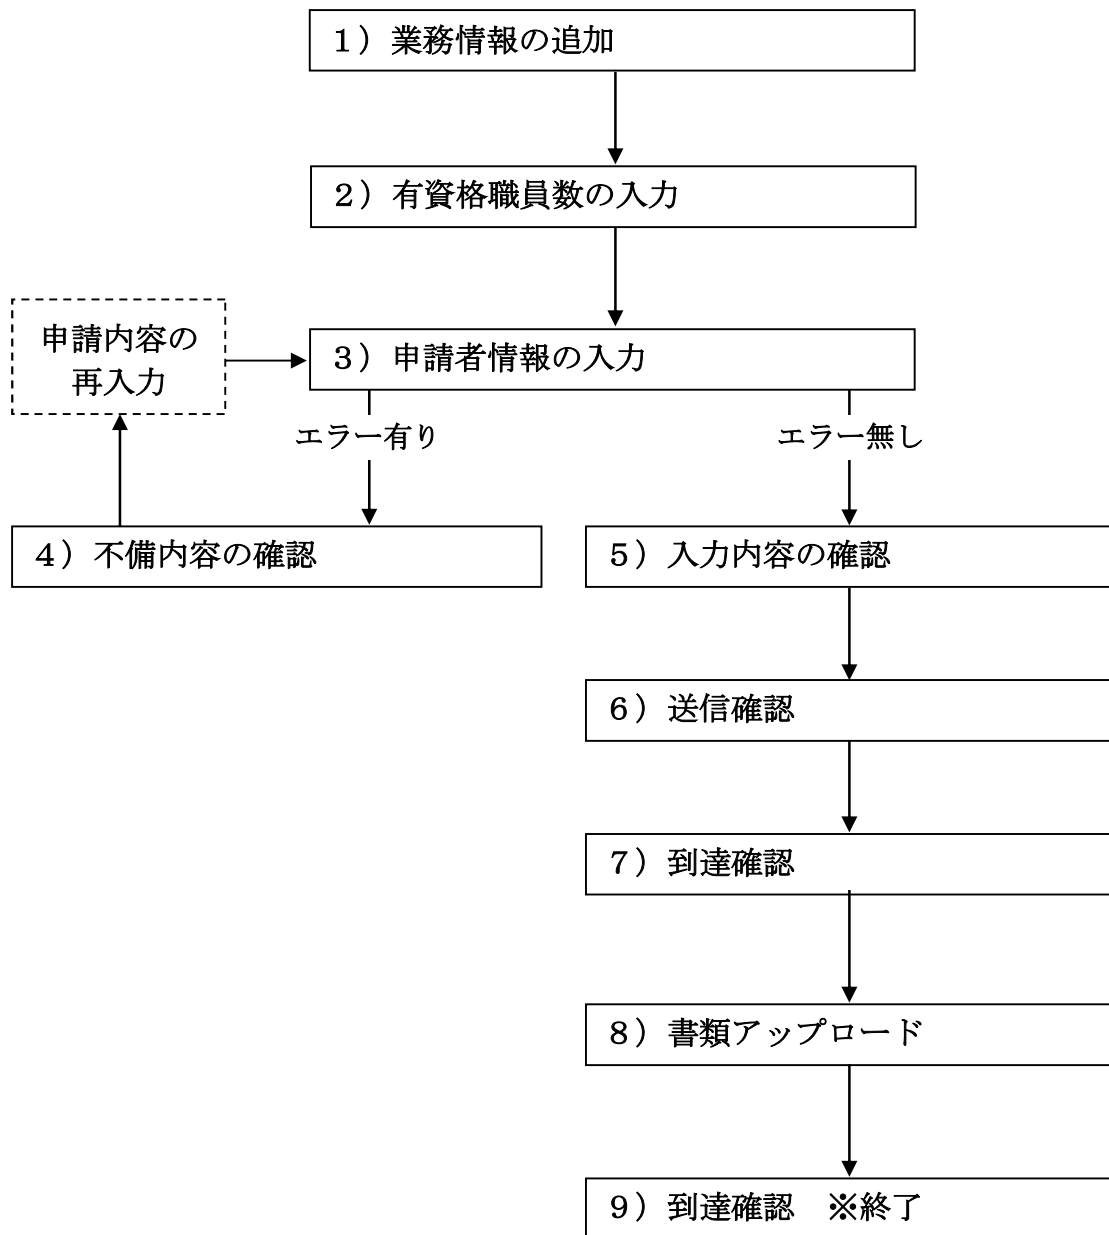 １）業務情報の追加
２）有資格職員数の入力
申請内容の
再入力
３）申請者情報の入力
エラー有り
エラー無し
４）不備内容の確認
５）入力内容の確認
６）送信確認
７）到達確認
８）書類アップロード
９）到達確認　※終了